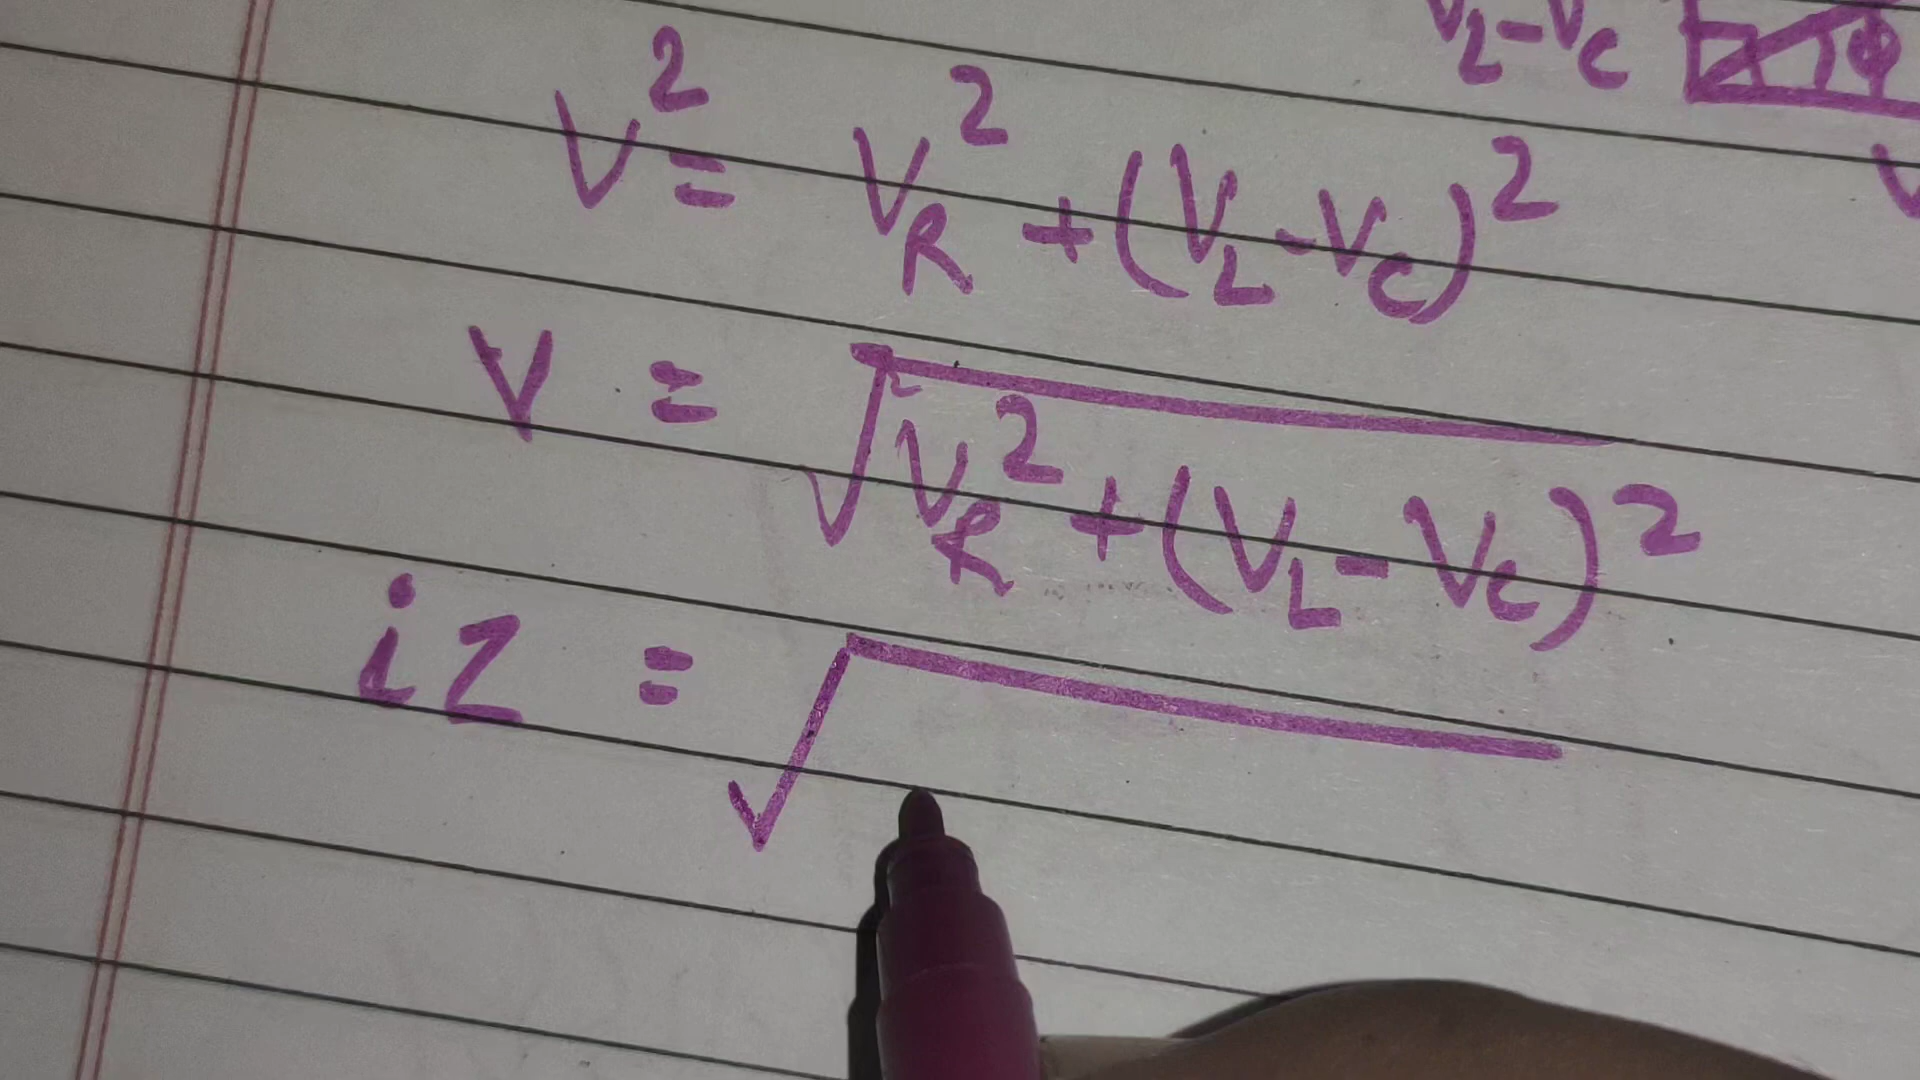 V_L-V_C
ϕ
V² = V_R² + (V_L-V_C)²
V = √V_R² + (V_L - V_C)²
iZ = √